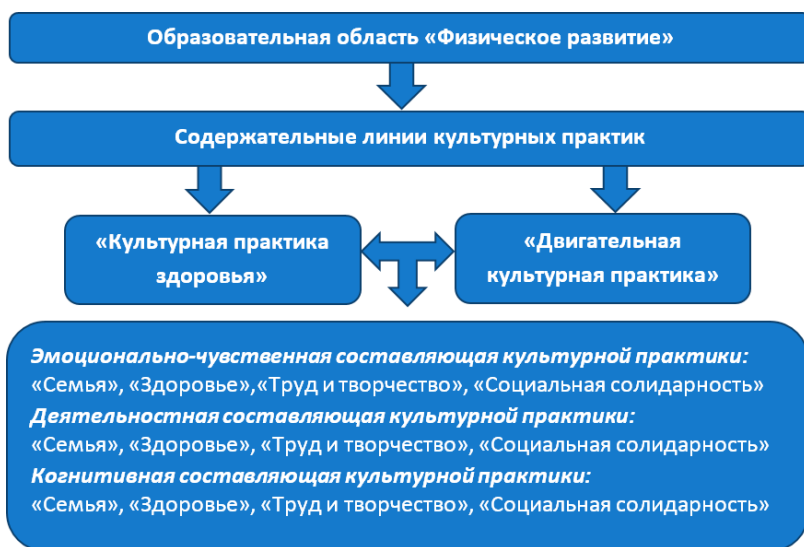 Образовательная область «Физическое развитие»
Содержательные линии культурных практик
«Культурная практика
здоровья»
«Двигательная
культурная практика»
Эмоционально-чувственная составляющая культурной практики:
«Семья», «Здоровье»,«Труд и творчество», «Социальная солидарность»
Деятельностная составляющая культурной практики:
«Семья», «Здоровье», «Труд и творчество», «Социальная солидарность»
Когнитивная составляющая культурной практики:
«Семья», «Здоровье», «Труд и творчество», «Социальная солидарность»